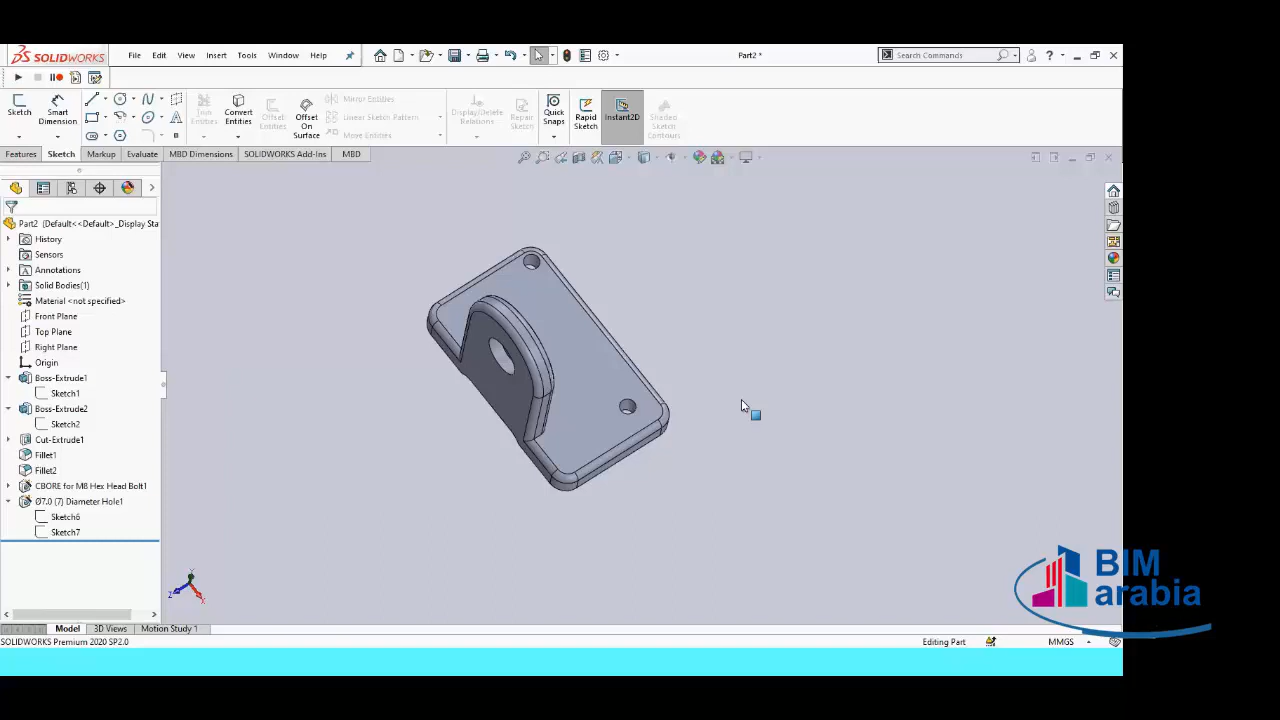 SOLIDWORKS
File Edit View Insert Tools Window Help
Part2 *
Search Commands
Sketch
Smart Dimension
Trim Entities
Convert Entities
Offset Entities
Offset On Surface
Mirror Entities
Linear Sketch Pattern
Move Entities
Display/Delete Relations
Repair Sketch
Quick Snaps
Rapid Sketch
Instant2D
Shaded Sketch Contours
Features Sketch Markup Evaluate MBD Dimensions SOLIDWORKS Add-Ins MBD
Part2 (Default<<Default>_Display Sta
History
Sensors
Annotations
Solid Bodies(1)
Material <not specified>
Front Plane
Top Plane
Right Plane
Origin
Boss-Extrude1
Sketch1
Boss-Extrude2
Sketch2
Cut-Extrude1
Fillet1
Fillet2
CBORE for M8 Hex Head Bolt1
Ø7.0 (7) Diameter Hole1
Sketch6
Sketch7
Y
Z
X
BIM
arabia
Model 3D Views Motion Study 1
SOLIDWORKS Premium 2020 SP2.0
Editing Part
MMGS